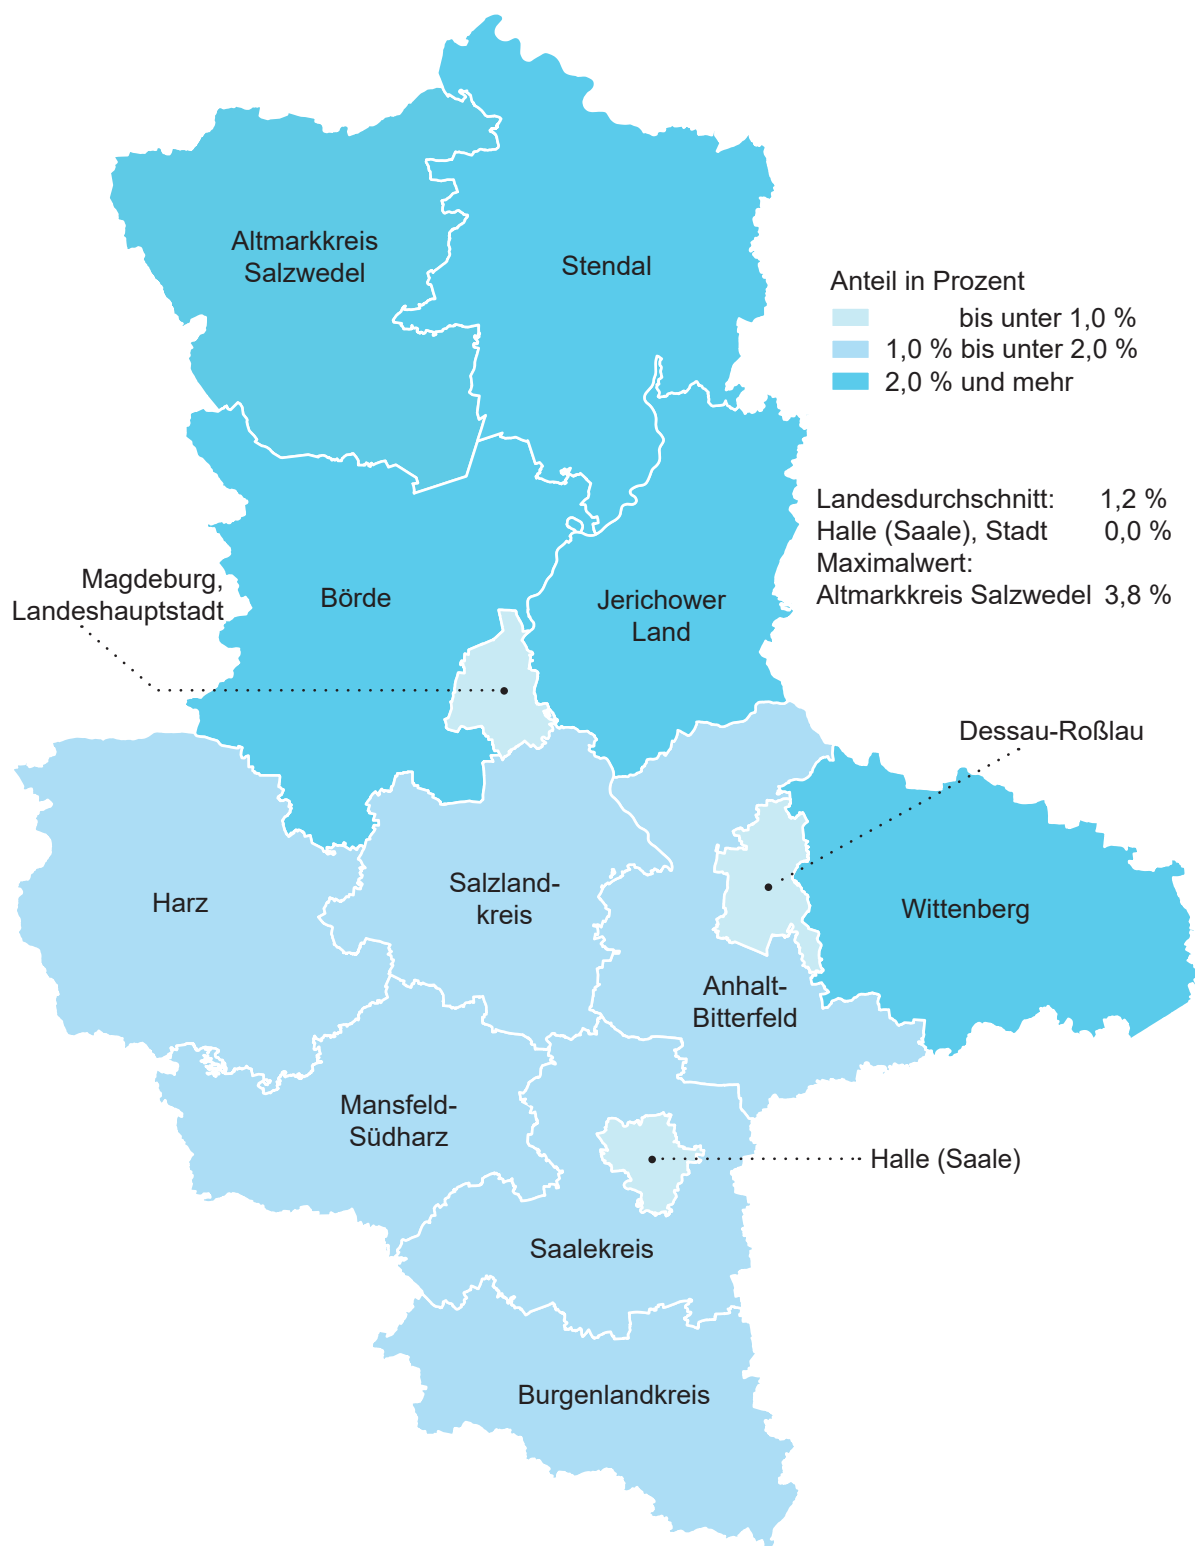 Altmarkkreis
Salzwedel
Stendal
Anteil in Prozent
bis unter 1,0 %
1,0 % bis unter 2,0 %
2,0 % und mehr
Landesdurchschnitt: 1,2 %
Halle (Saale), Stadt 0,0 %
Maximalwert:
Altmarkkreis Salzwedel 3,8 %
Magdeburg,
Landeshauptstadt
Börde
Jerichower
Land
Dessau-Roßlau
Harz
Salzland-
kreis
Wittenberg
Anhalt-
Bitterfeld
Mansfeld-
Südharz
Halle (Saale)
Saalekreis
Burgenlandkreis